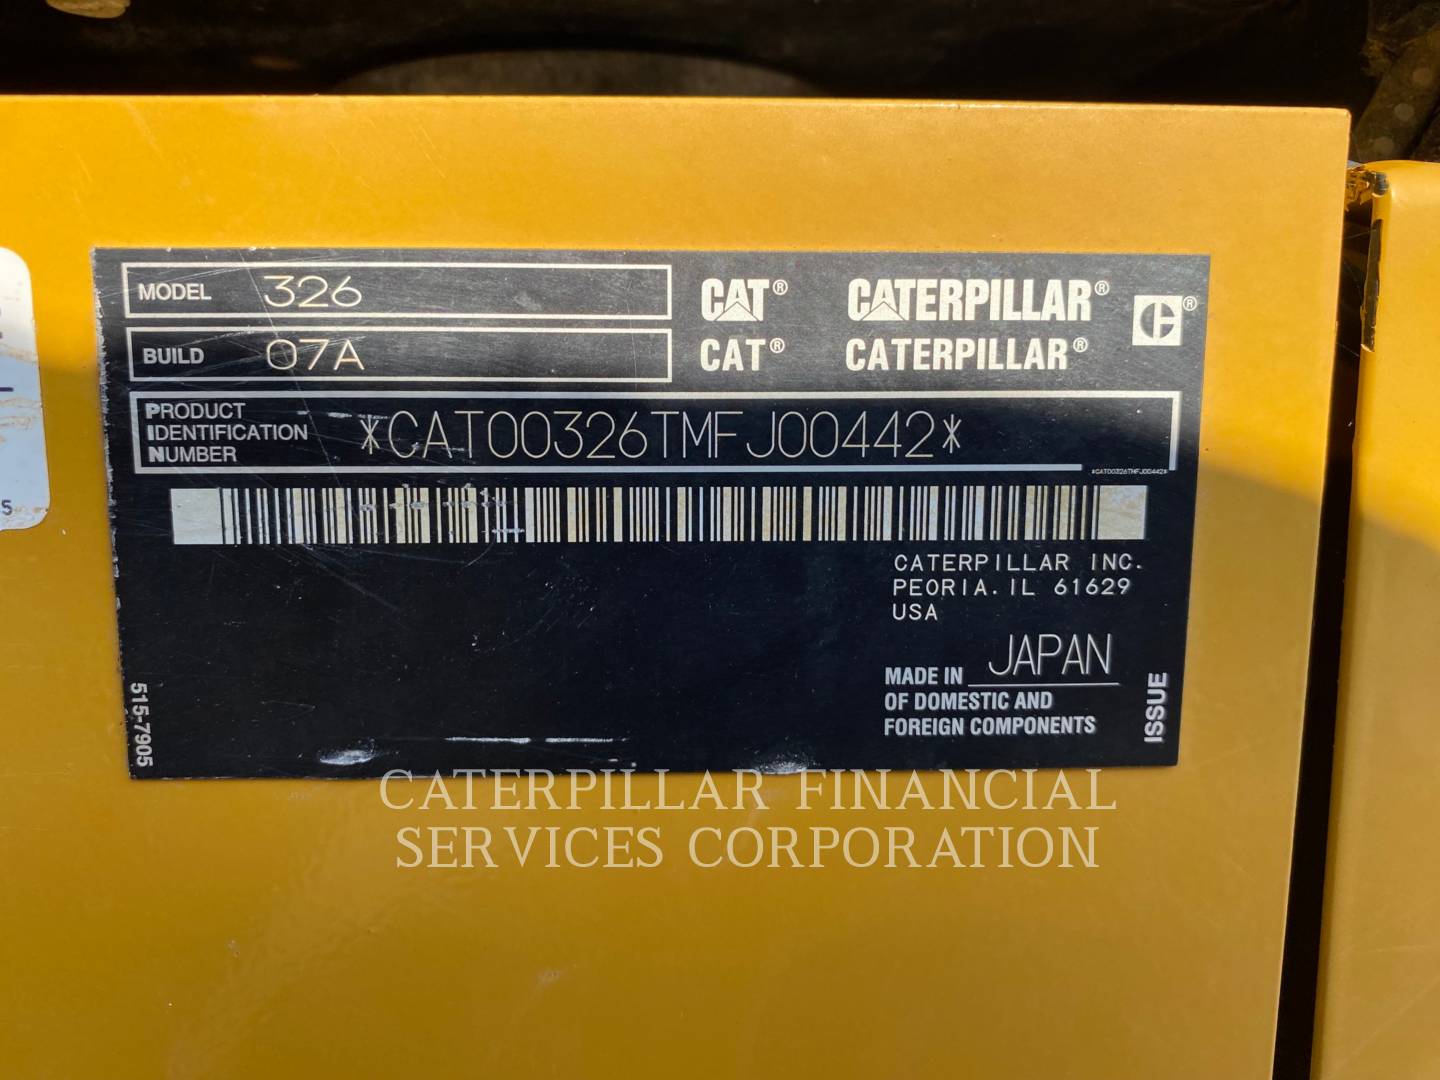 MODEL 326
BUILD 07A
CAT® CATERPILLAR®
CAT® CATERPILLAR®
PRODUCT
IDENTIFICATION
NUMBER
*CAT00326TMFJ00442*
*CAT00326TMFJ00442*
CATERPILLAR INC.
PEORIA.IL 61629
USA
MADE IN JAPAN
OF DOMESTIC AND
FOREIGN COMPONENTS
ISSUE
515-7905
CATERPILLAR FINANCIAL
SERVICES CORPORATION